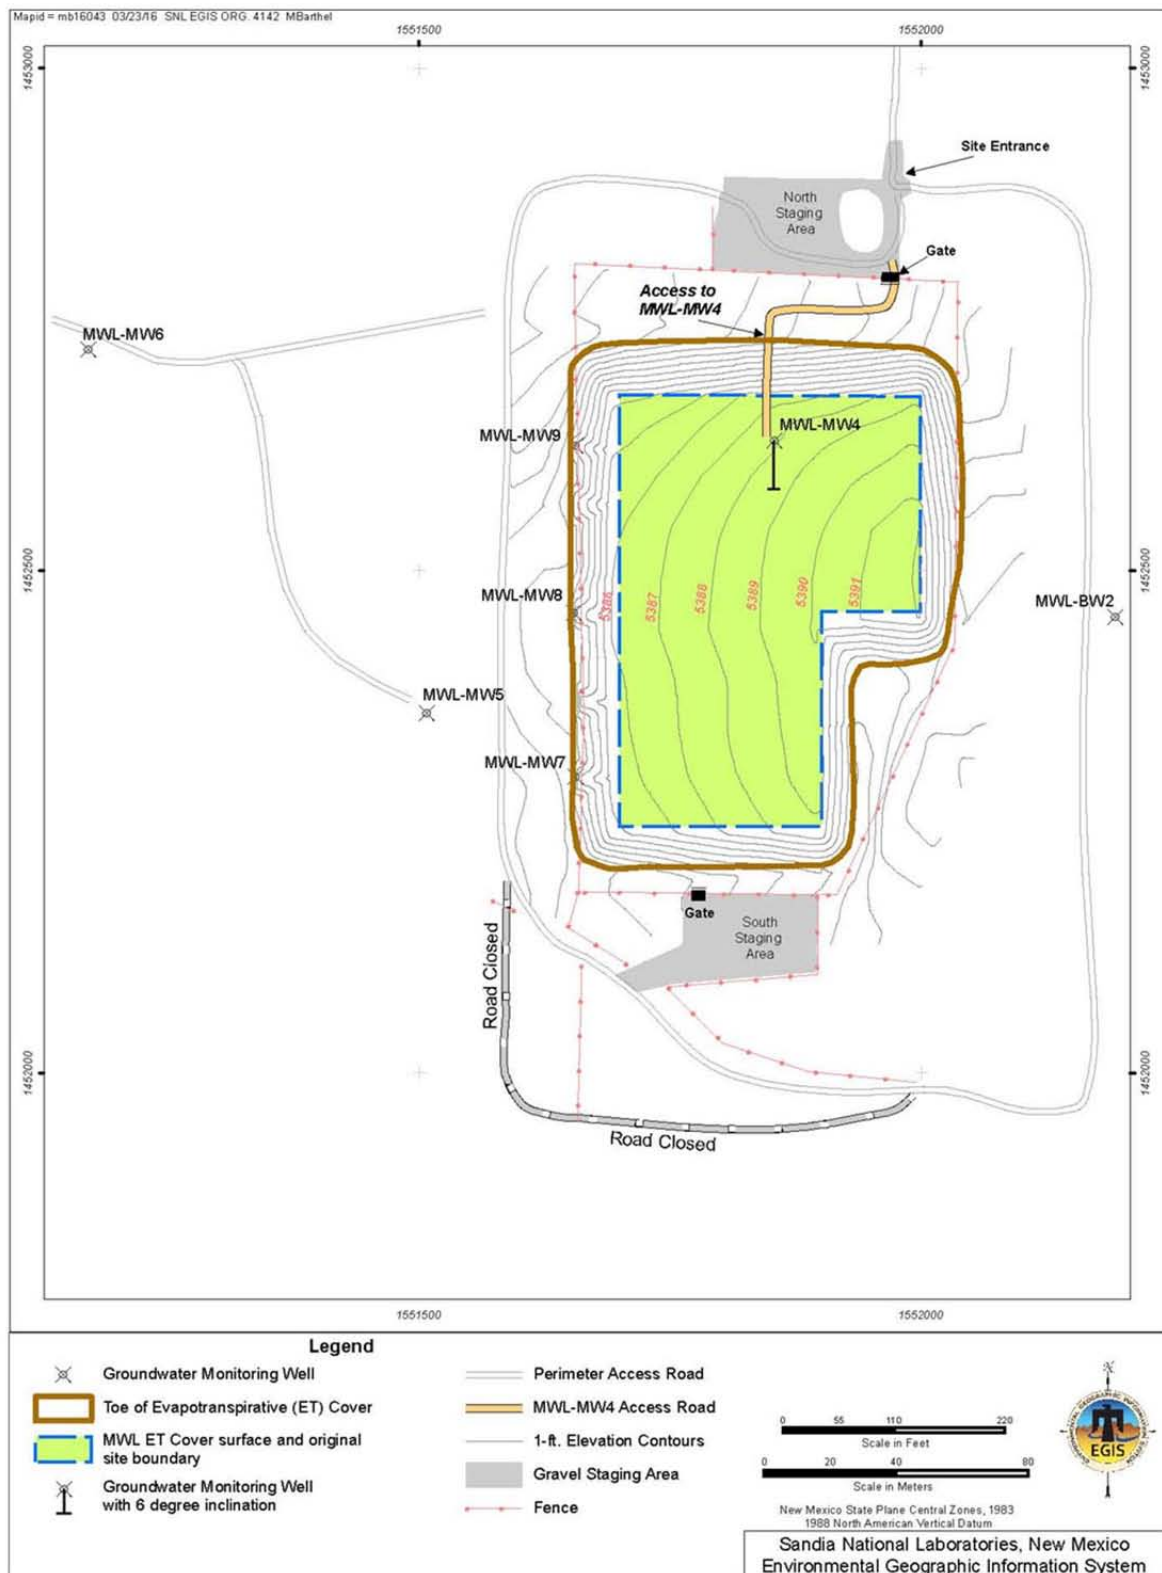 Mapid = mb16043 03/23/16 SNL EGIS ORG. 4142 MBarthel
1551500
1552000
1453000
1453000
Site Entrance
North
Staging
Area
Gate
Access to
MWL-MW4
MWL-MW6
MWL-MW9
MWL-MW4
1452500
1452500
MWL-MW8
5386
5387
5388
5389
5390
5391
MWL-BW2
MWL-MW5
MWL-MW7
Gate
South
Staging
Area
Road Closed
1452000
1452000
Road Closed
1551500
1552000
Legend
Groundwater Monitoring Well
Toe of Evapotranspirative (ET) Cover
MWL ET Cover surface and original
site boundary
Groundwater Monitoring Well
with 6 degree inclination
Perimeter Access Road
MWL-MW4 Access Road
1-ft. Elevation Contours
Gravel Staging Area
Fence
0 55 110 220
Scale in Feet
0 20 40 80
Scale in Meters
New Mexico State Plane Central Zones, 1983
1988 North American Vertical Datum
EGIS
Sandia National Laboratories, New Mexico
Environmental Geographic Information System